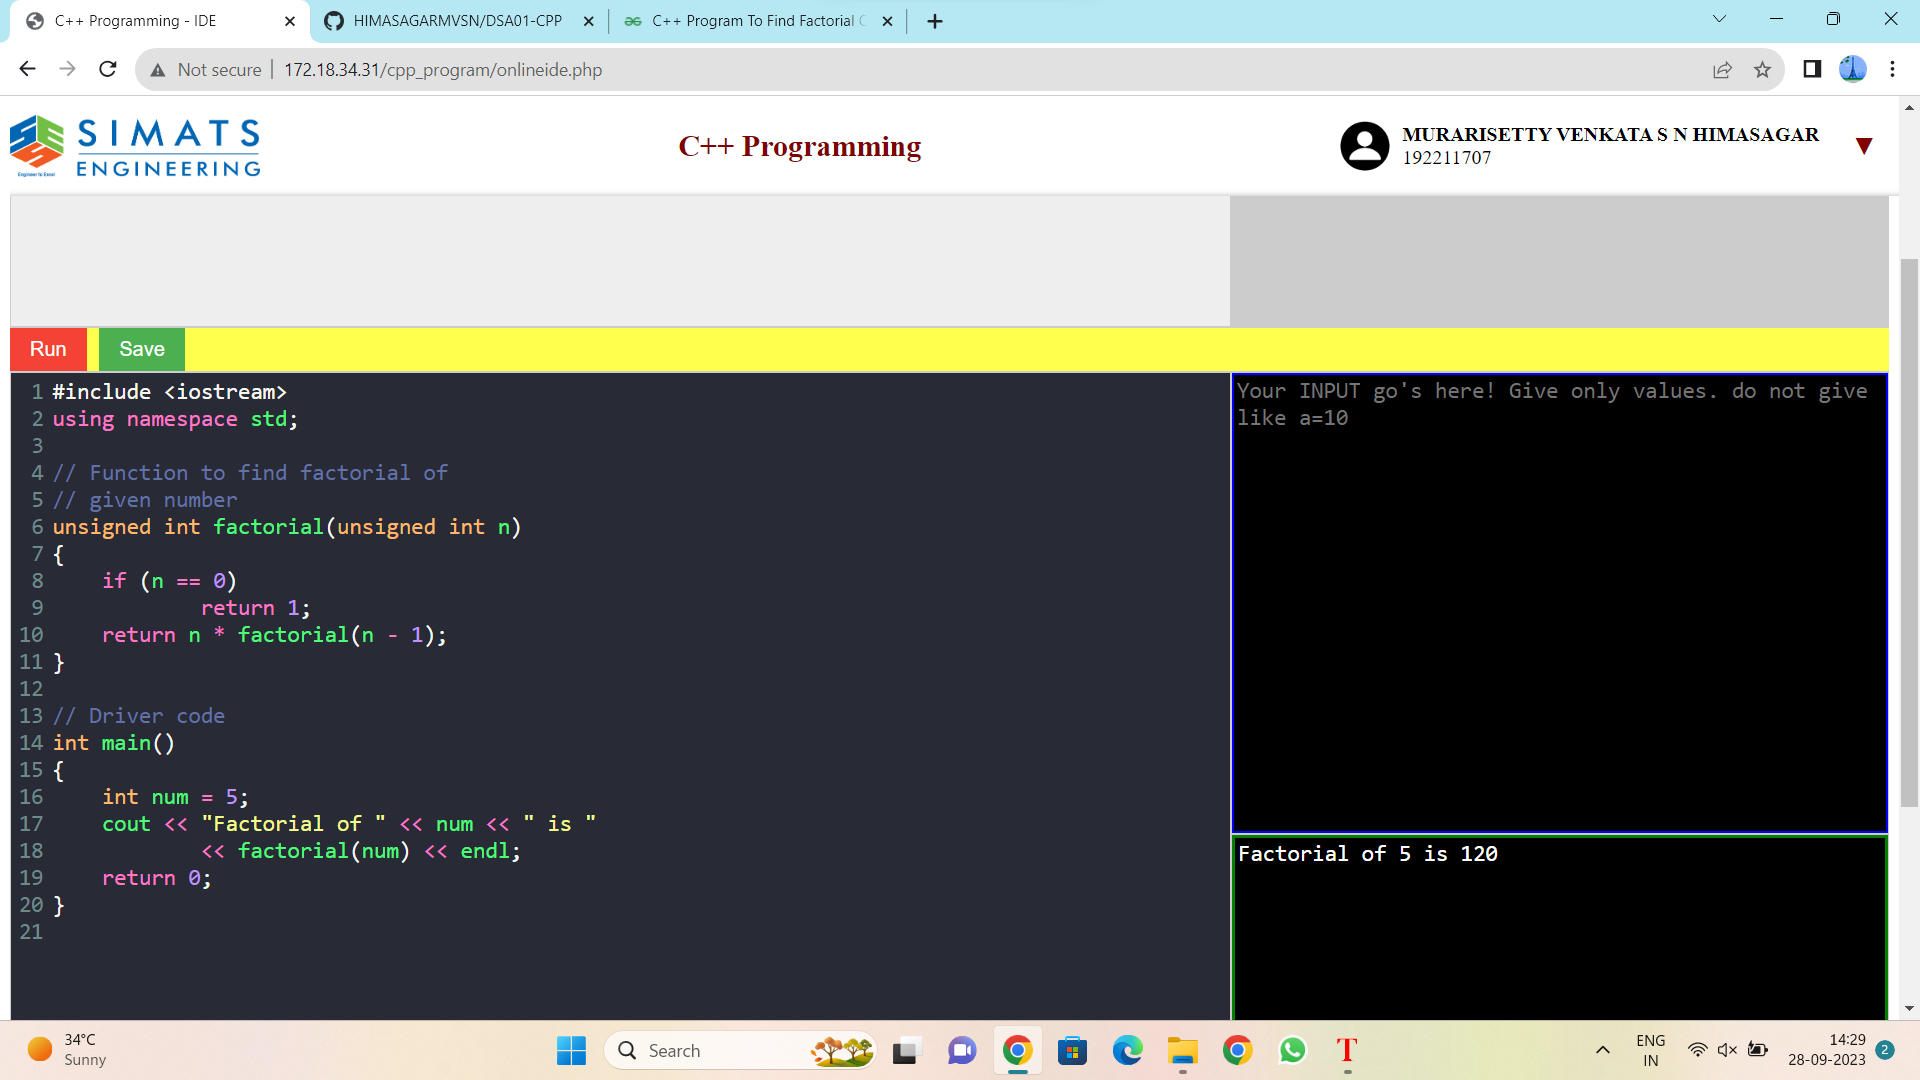 C++ Programming - IDE
HIMASAGARMVSN/DSA01-CPP
C++ Program To Find Factorial
Not secure
172.18.34.31/cpp_program/onlineide.php
SIMATS
ENGINEERING
Engineer to Excel
C++ Programming
MURARISETTY VENKATA S N HIMASAGAR
192211707
Run
Save
1 #include <iostream>
2 using namespace std;
3
4 // Function to find factorial of
5 // given number
6 unsigned int factorial(unsigned int n)
7 {
8     if (n == 0)
9             return 1;
10     return n * factorial(n - 1);
11 }
12
13 // Driver code
14 int main()
15 {
16     int num = 5;
17     cout << "Factorial of " << num << " is "
18             << factorial(num) << endl;
19     return 0;
20 }
21
Your INPUT go's here! Give only values. do not give
like a=10
Factorial of 5 is 120
34°C
Sunny
Search
T
ENG
IN
14:29
28-09-2023
2